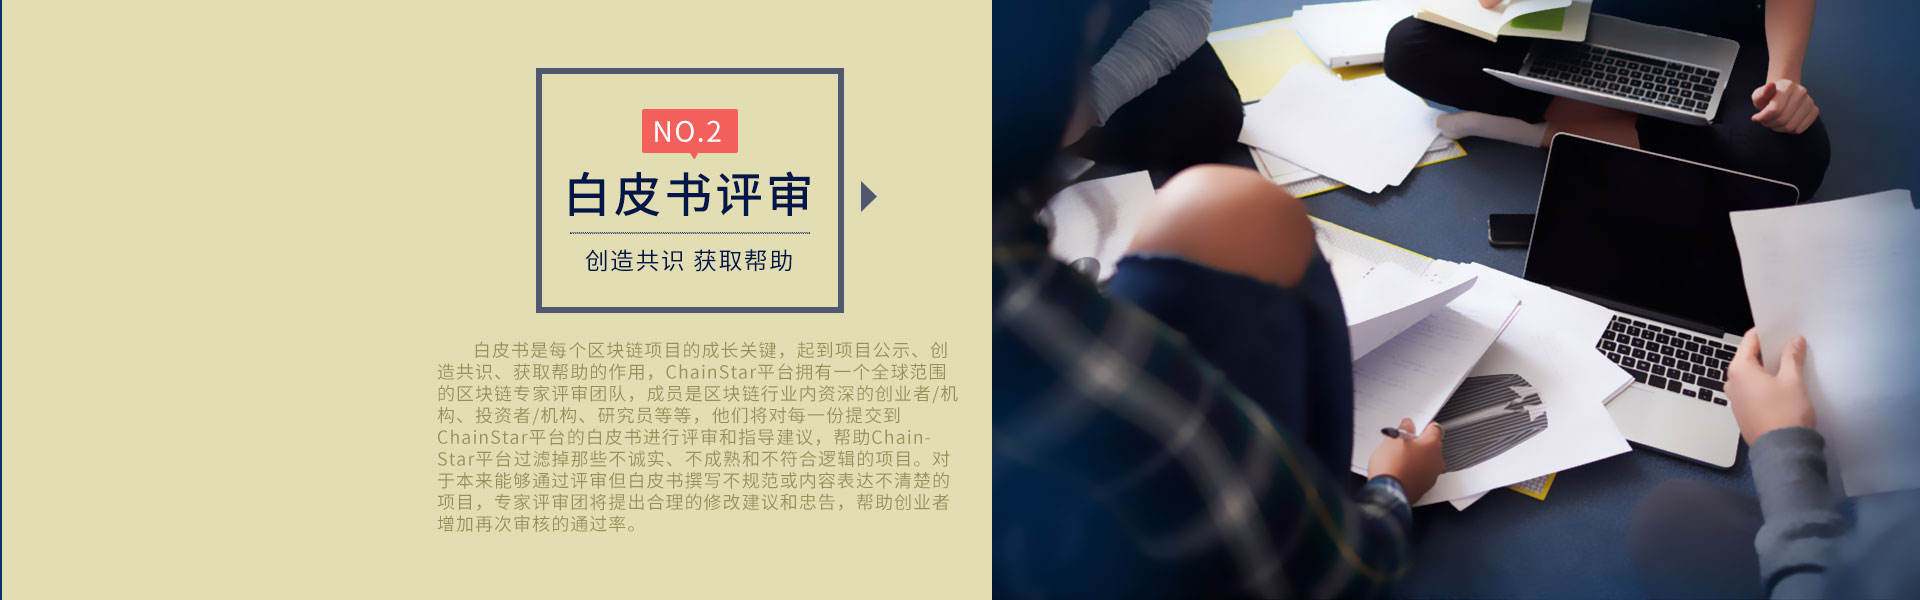 NO.2
白皮书评审
创造共识 获取帮助
白皮书是每个区块链项目的成长关键，起到项目公示、创
造共识、获取帮助的作用，ChainStar平台拥有一个全球范围
的区块链专家评审团队，成员是区块链行业内资深的创业者/机
构、投资者/机构、研究员等等，他们将对每一份提交到
ChainStar平台的白皮书进行评审和指导建议，帮助Chain-
Star平台过滤掉那些不诚实、不成熟和不符合逻辑的项目。对
于本来能够通过评审但白皮书撰写不规范或内容表达不清楚的
项目，专家评审团将提出合理的修改建议和忠告，帮助创业者
增加再次审核的通过率。